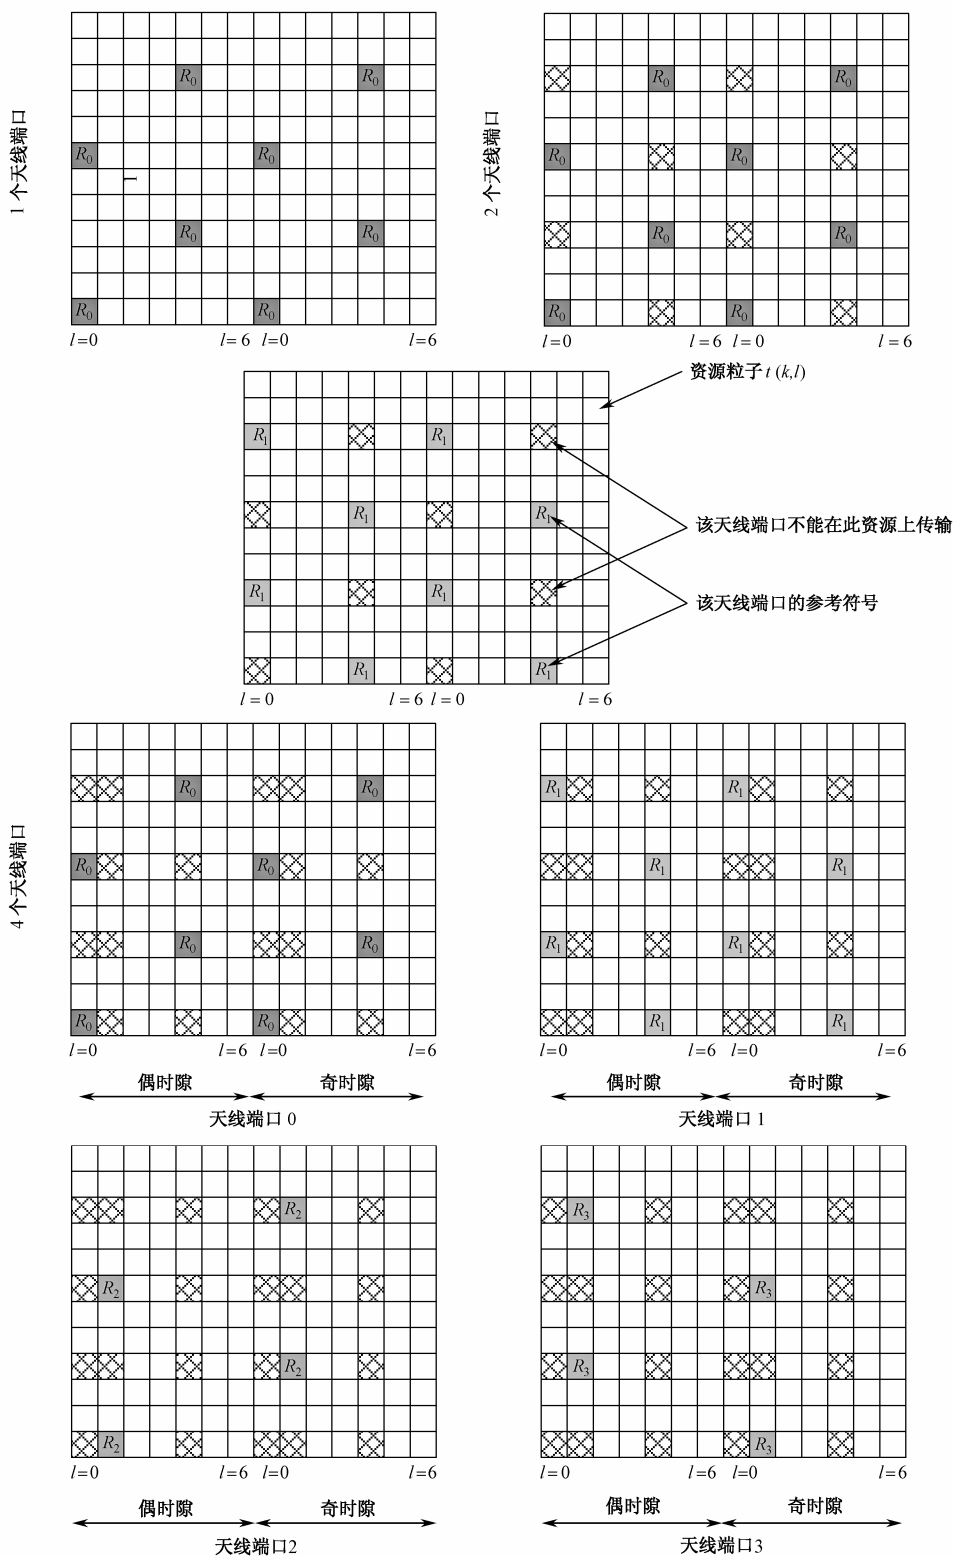 1 个天线端口
R0 R0
R0 R0
1
R0 R0
R0 R0
l=0 l=6 l=0 l=6
2 个天线端口
R0 R0
R0 R0
R0 R0
R0 R0
l=0 l=6 l=0 l=6
资源粒子 t (k,l)
R1 R1
R1 R1
该天线端口不能在此资源上传输
R1 R1
该天线端口的参考符号
R1 R1
l=0 l=6 l=0 l=6
4 个天线端口
R0 R0
R0 R0
R0 R0
R0 R0
l=0 l=6 l=0 l=6
偶时隙 奇时隙
天线端口 0
R1 R1
R1 R1
R1 R1
R1 R1
l=0 l=6 l=0 l=6
偶时隙 奇时隙
天线端口 1
R2
R2
R2
R2
l=0 l=6 l=0 l=6
偶时隙 奇时隙
天线端口2
R3
R3
R3
R3
l=0 l=6 l=0 l=6
偶时隙 奇时隙
天线端口3